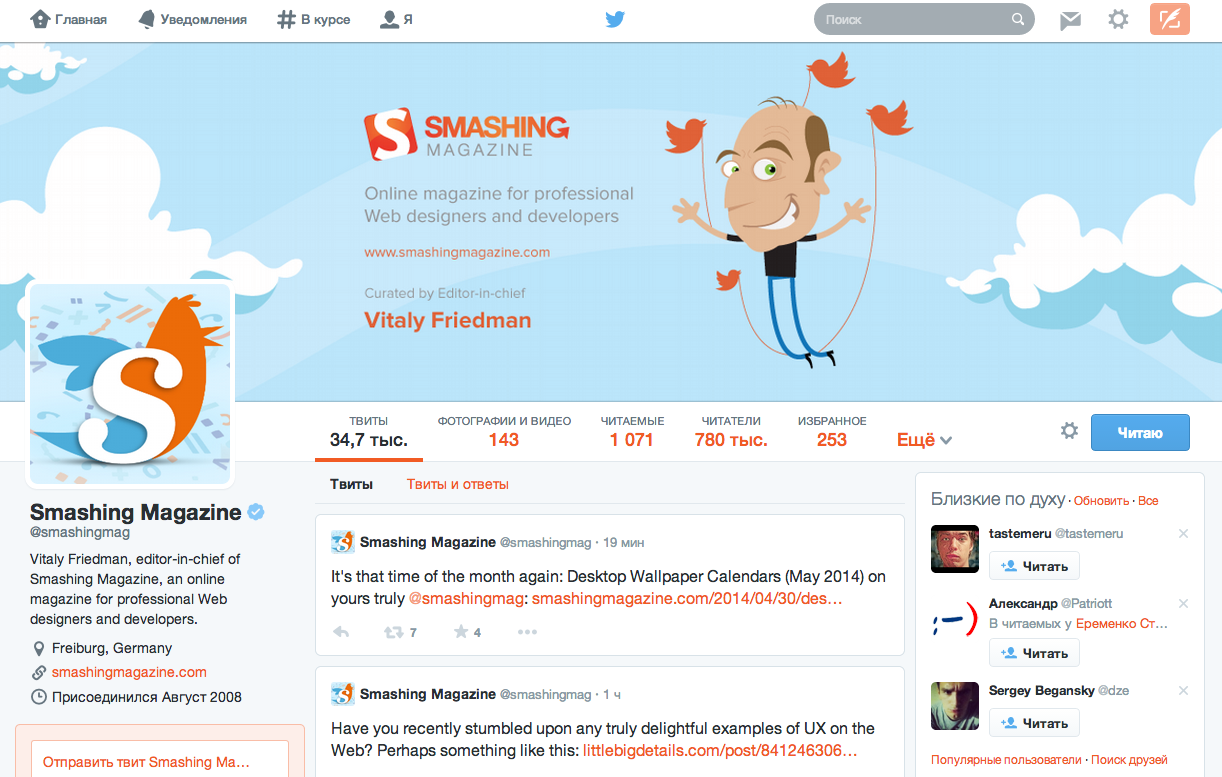 Главная Уведомления В курсе Я Поиск
SMASHING
MAGAZINE
Online magazine for professional
Web designers and developers
www.smashingmagazine.com
Curated by Editor-in-chief
Vitaly Friedman
ТВИТЫ ФОТОГРАФИИ И ВИДЕО ЧИТАЕМЫЕ ЧИТАТЕЛИ ИЗБРАННОЕ
34,7 тыс. 143 1 071 780 тыс. 253 Ещё Читаю
Smashing Magazine
@smashingmag
Vitaly Friedman, editor-in-chief of
Smashing Magazine, an online
magazine for professional Web
designers and developers.
Freiburg, Germany
smashingmagazine.com
Присоединился Август 2008
Отправить твит Smashing Ma...
Твиты Твиты и ответы
Smashing Magazine @smashingmag · 19 мин
It's that time of the month again: Desktop Wallpaper Calendars (May 2014) on
yours truly @smashingmag: smashingmagazine.com/2014/04/30/des...
7 4
Smashing Magazine @smashingmag · 1 ч
Have you recently stumbled upon any truly delightful examples of UX on the
Web? Perhaps something like this: littlebigdetails.com/post/841246306...
Близкие по духу · Обновить · Все
tastemeru @tastemeru
Читать
Александр @Patriott
В читаемых у Еременко Ст...
Читать
Sergey Begansky @dze
Читать
Популярные пользователи · Поиск друзей